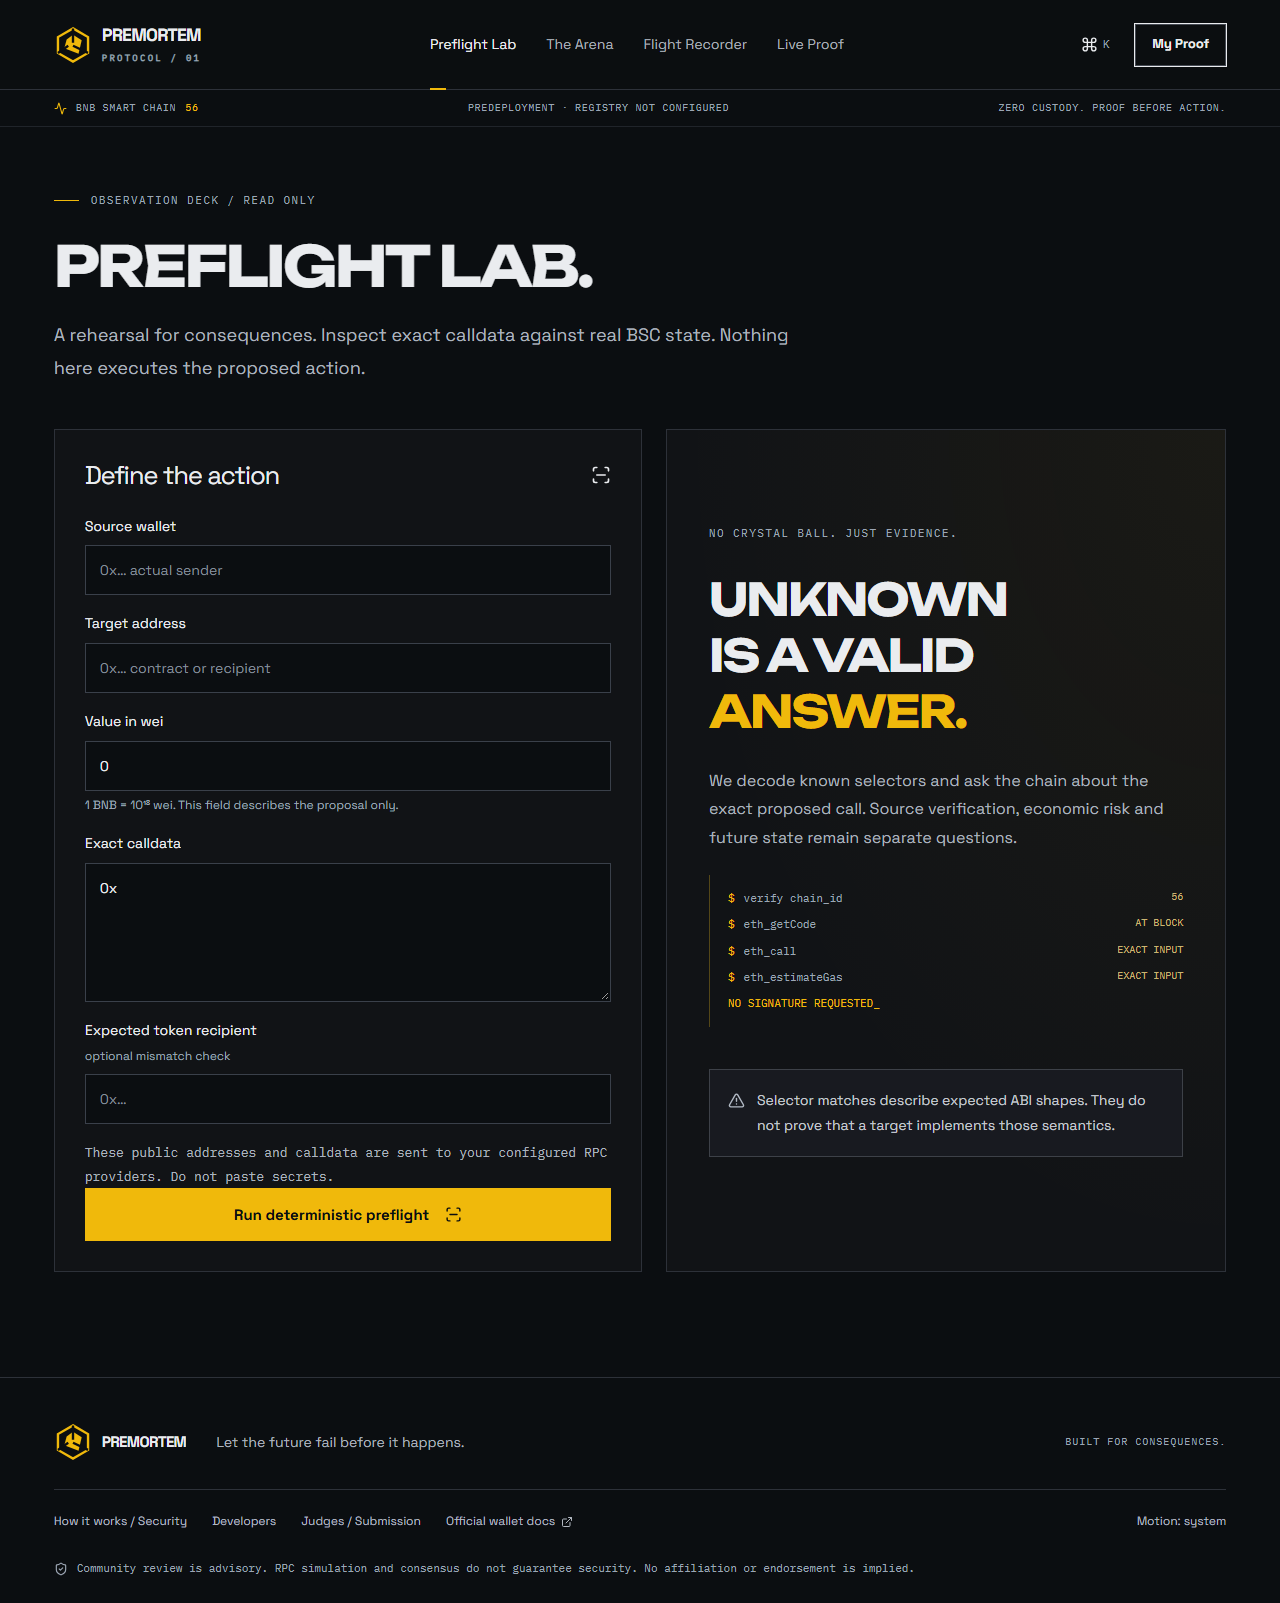 PREMORTEM
PROTOCOL / 01
Preflight Lab
The Arena
Flight Recorder
Live Proof
⌘ K
My Proof
BNB SMART CHAIN 56
PREDEPLOYMENT · REGISTRY NOT CONFIGURED
ZERO CUSTODY. PROOF BEFORE ACTION.
OBSERVATION DECK / READ ONLY
PREFLIGHT LAB.
A rehearsal for consequences. Inspect exact calldata against real BSC state. Nothing
here executes the proposed action.
Define the action
Source wallet
0x… actual sender
Target address
0x… contract or recipient
Value in wei
0
1 BNB = 10¹⁸ wei. This field describes the proposal only.
Exact calldata
0x
Expected token recipient
optional mismatch check
0x…
These public addresses and calldata are sent to your configured RPC
providers. Do not paste secrets.
Run deterministic preflight
NO CRYSTAL BALL. JUST EVIDENCE.
UNKNOWN
IS A VALID
ANSWER.
We decode known selectors and ask the chain about the
exact proposed call. Source verification, economic risk and
future state remain separate questions.
$ verify chain_id 56
$ eth_getCode AT BLOCK
$ eth_call EXACT INPUT
$ eth_estimateGas EXACT INPUT
NO SIGNATURE REQUESTED_
Selector matches describe expected ABI shapes. They do
not prove that a target implements those semantics.
PREMORTEM
Let the future fail before it happens.
BUILT FOR CONSEQUENCES.
How it works / Security
Developers
Judges / Submission
Official wallet docs
Motion: system
Community review is advisory. RPC simulation and consensus do not guarantee security. No affiliation or endorsement is implied.